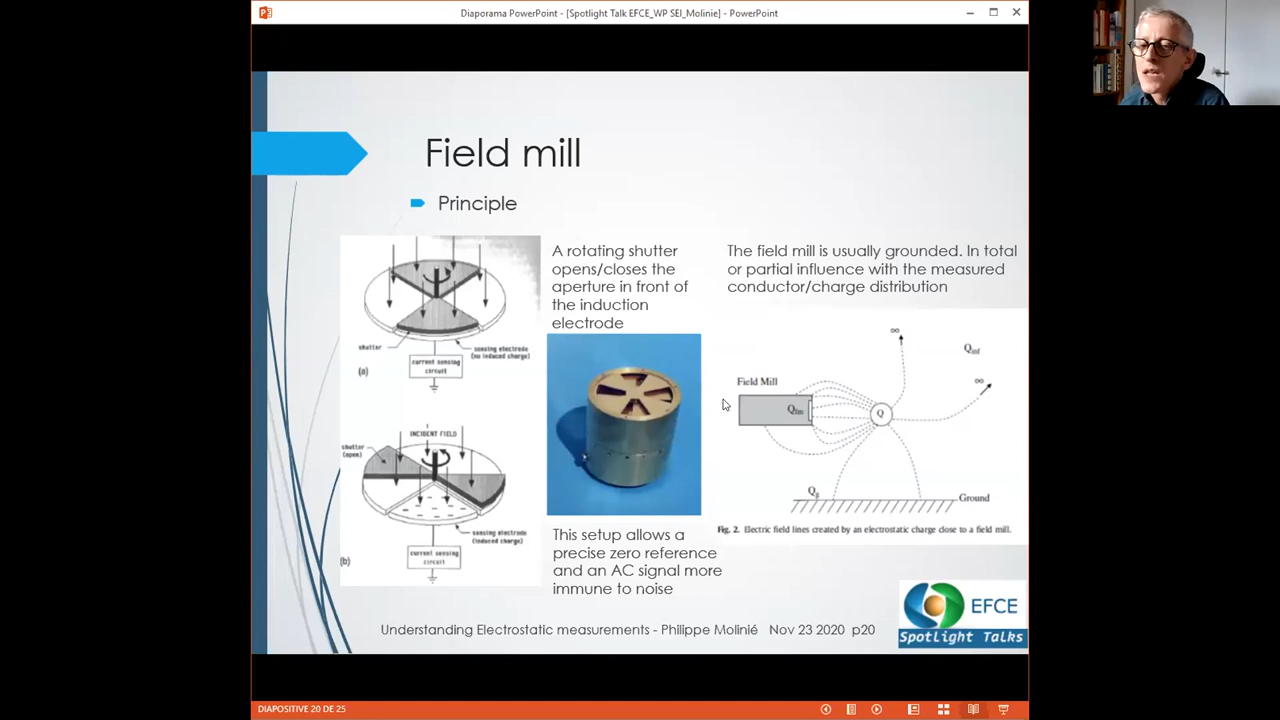 Diaporama PowerPoint - [Spotlight Talk EFCE_WP SEI_Molinie] - PowerPoint
Field mill
Principle
shutter
sensing electrode
(no induced charge)
current sensing
circuit
(a)
INCIDENT FIELD
shutter
(open)
sensing electrode
(induced charge)
current sensing
circuit
(b)
A rotating shutter
opens/closes the
aperture in front of
the induction
electrode
This setup allows a
precise zero reference
and an AC signal more
immune to noise
The field mill is usually grounded. In total
or partial influence with the measured
conductor/charge distribution
∞
Qinf
∞
Field Mill
Qfm
Q
Qg
Ground
Fig. 2. Electric field lines created by an electrostatic charge close to a field mill.
EFCE
Spotlight Talks
Understanding Electrostatic measurements - Philippe Molinié Nov 23 2020 p20
DIAPOSITIVE 20 DE 25